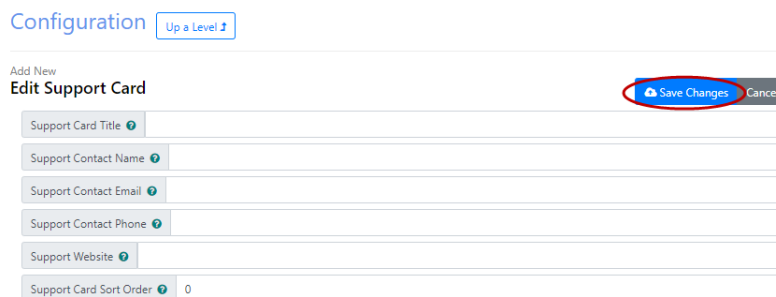 Configuration Up a Level
Add New
Edit Support Card
Save Changes Cance
Support Card Title
Support Contact Name
Support Contact Email
Support Contact Phone
Support Website
Support Card Sort Order 0